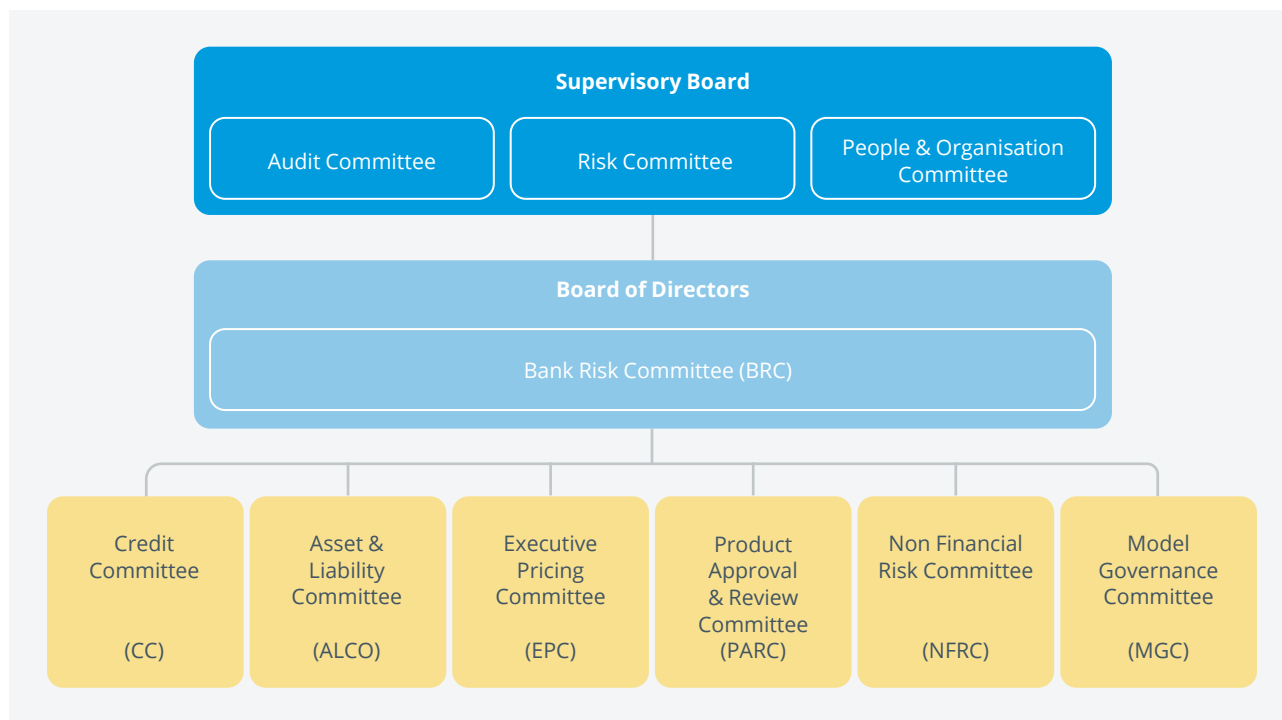 Supervisory Board
Audit Committee
Risk Committee
People & Organisation
Committee
Board of Directors
Bank Risk Committee (BRC)
Credit
Committee
(CC)
Asset &
Liability
Committee
(ALCO)
Executive
Pricing
Committee
(EPC)
Product
Approval
& Review
Committee
(PARC)
Non Financial
Risk Committee
(NFRC)
Model
Governance
Committee
(MGC)